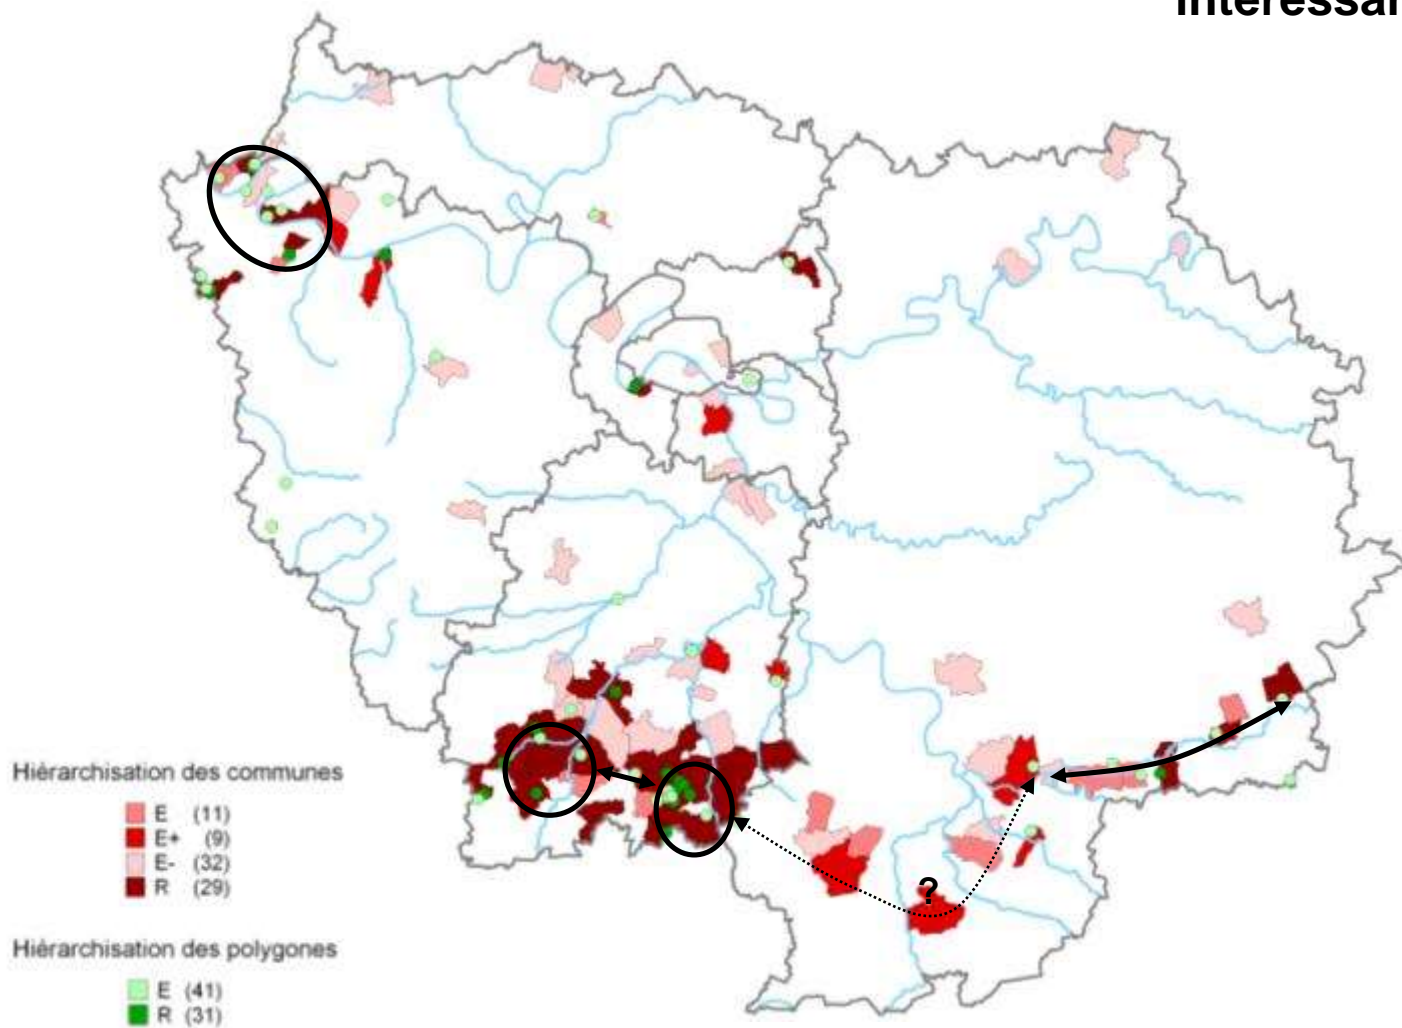 ?
Hiérarchisation des communes
E (11)
E+ (9)
E- (32)
R (29)
Hiérarchisation des polygones
E (41)
R (31)